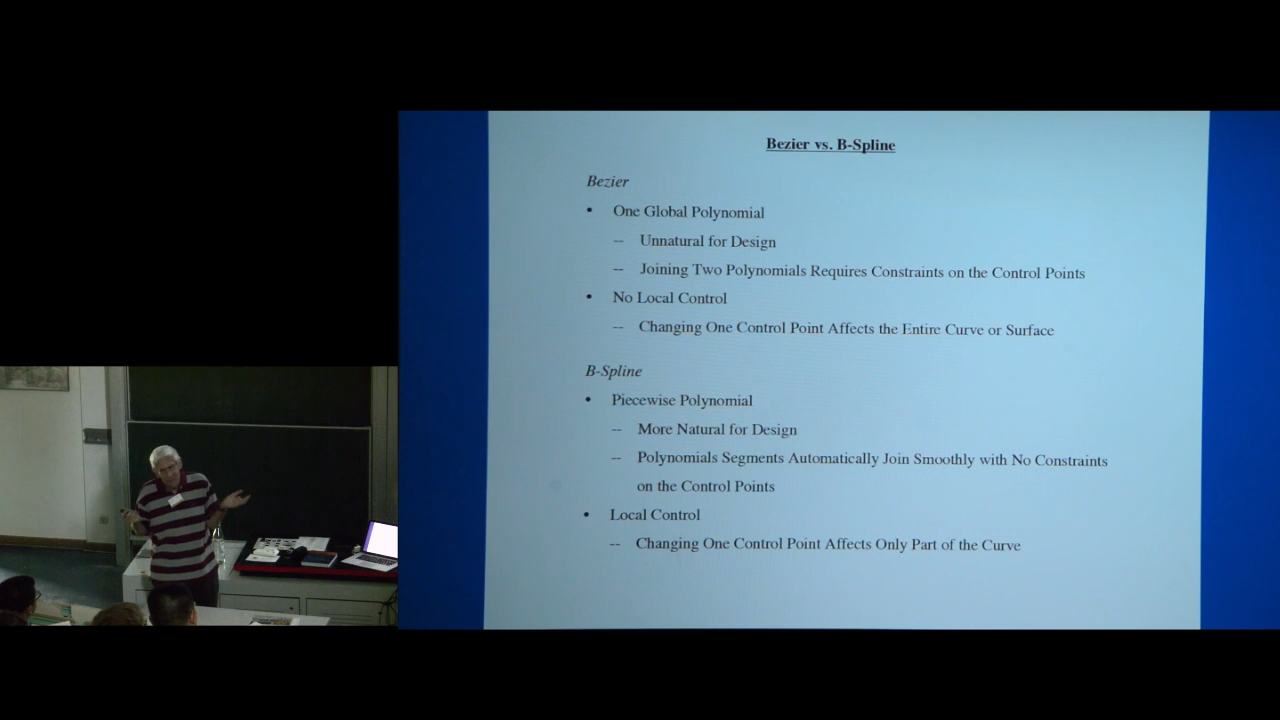 Bezier vs. B-Spline
Bezier
• One Global Polynomial
-- Unnatural for Design
-- Joining Two Polynomials Requires Constraints on the Control Points
• No Local Control
-- Changing One Control Point Affects the Entire Curve or Surface
B-Spline
• Piecewise Polynomial
-- More Natural for Design
-- Polynomials Segments Automatically Join Smoothly with No Constraints
on the Control Points
• Local Control
-- Changing One Control Point Affects Only Part of the Curve